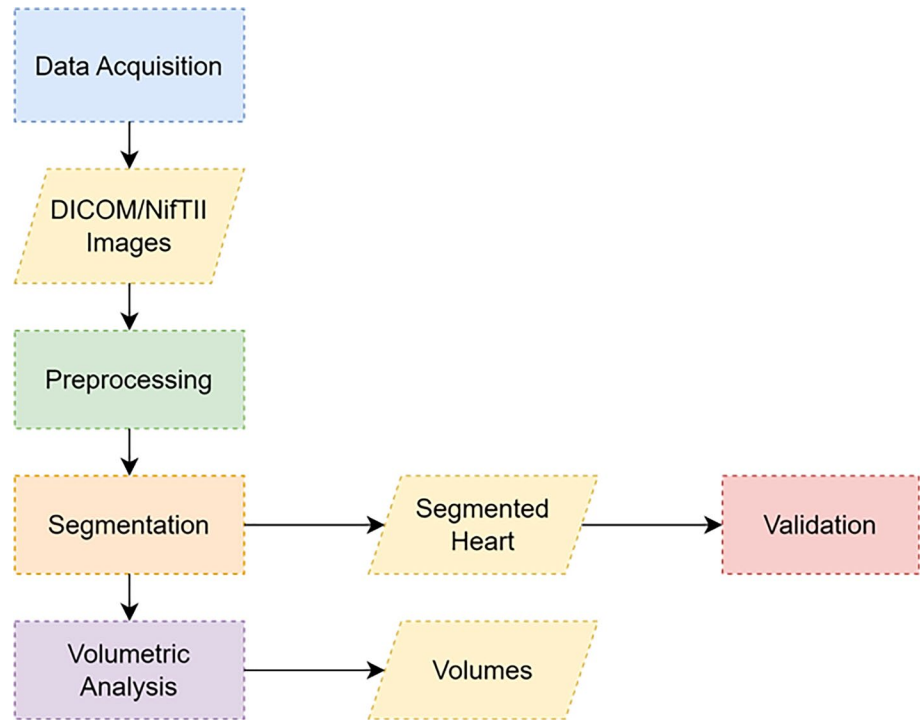 Data Acquisition
DICOM/NifTII
Images
Preprocessing
Segmentation
Segmented
Heart
Validation
Volumetric
Analysis
Volumes